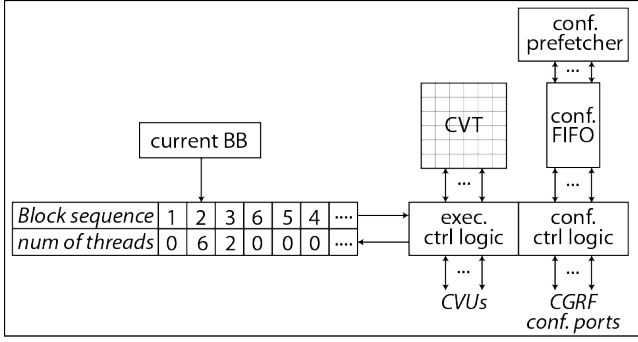 conf.
prefetcher
...
current BB
CVT
conf.
FIFO
...
...
Block sequence 1 2 3 6 5 4 ....
num of threads 0 6 2 0 0 0 ....
exec.
ctrl logic
conf.
ctrl logic
...
...
CVUs
CGRF
conf. ports